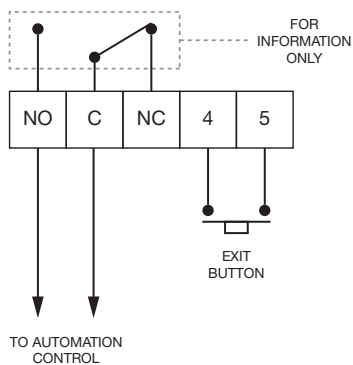 FOR
INFORMATION
ONLY
NO C NC 4 5
EXIT
BUTTON
TO AUTOMATION
CONTROL